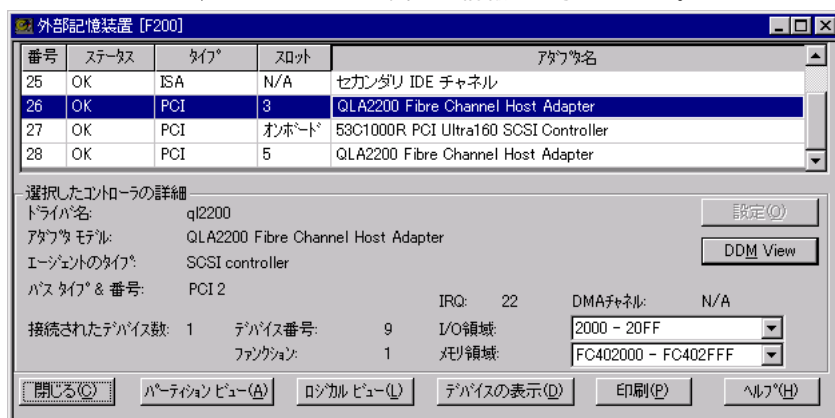 外部記憶装置 [F200]
番号 ステータス ﾀｲﾌﾟ スロット ｱﾀﾞﾌﾟﾀ名
25 OK ISA N/A セカンダリ IDE チャネル
26 OK PCI 3 QLA2200 Fibre Channel Host Adapter
27 OK PCI ｵﾝﾎﾞｰﾄﾞ 53C1000R PCI Ultra160 SCSI Controller
28 OK PCI 5 QLA2200 Fibre Channel Host Adapter
選択したｺﾝﾄﾛｰﾗの詳細
ﾄﾞﾗｲﾊﾞ名: ql2200 設定(O)
ｱﾀﾞﾌﾟﾀ ﾓﾃﾞﾙ: QLA2200 Fibre Channel Host Adapter
DDM View
ｴｰｼﾞｪﾝﾄのﾀｲﾌﾟ: SCSI controller
ﾊﾞｽ ﾀｲﾌﾟ & 番号: PCI 2
IRQ: 22 DMAﾁｬﾈﾙ: N/A
接続されたﾃﾞﾊﾞｲｽ数: 1 ﾃﾞﾊﾞｲｽ番号: 9 I/O領域: 2000 - 20FF
ﾌｧﾝｸｼｮﾝ: 1 ﾒﾓﾘ領域: FC402000 - FC402FFF
閉じる(C) ﾊﾟｰﾃｨｼｮﾝ ﾋﾞｭｰ(A) ﾛｼﾞｶﾙ ﾋﾞｭｰ(L) ﾃﾞﾊﾞｲｽの表示(D) 印刷(P) ﾍﾙﾌﾟ(H)